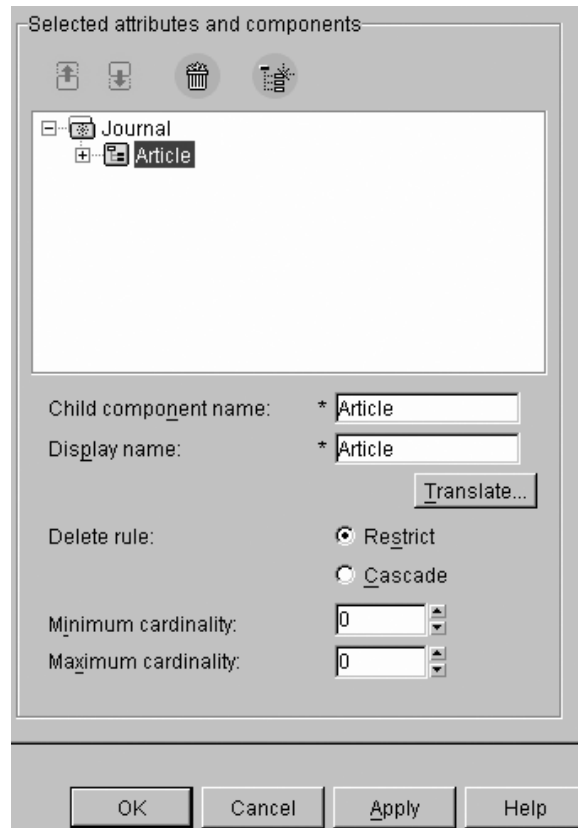 Selected attributes and components
Journal
Article
Child component name: * Article
Display name: * Article
Translate...
Delete rule: Restrict
Cascade
Minimum cardinality: 0
Maximum cardinality: 0
OK Cancel Apply Help